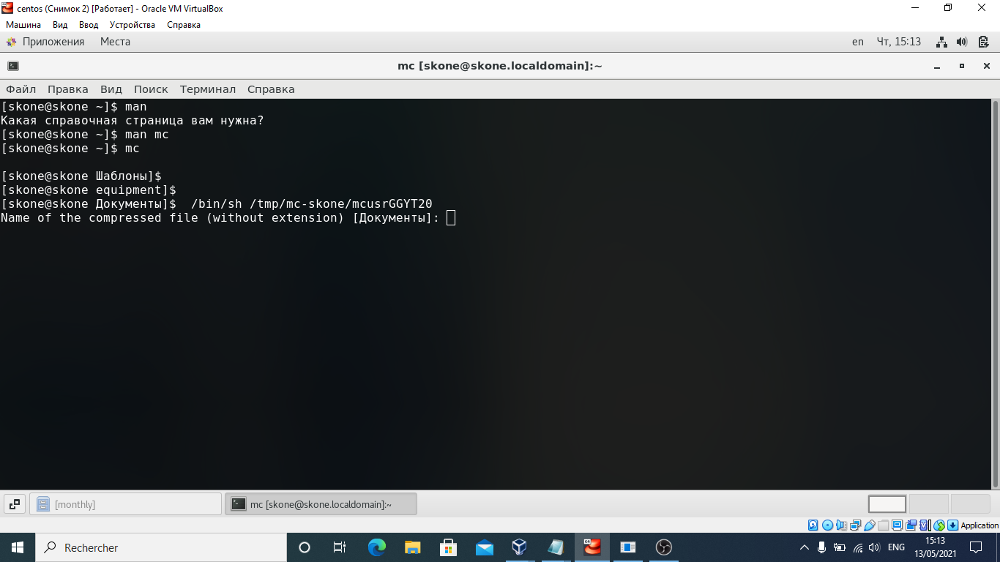 centos (Снимок 2) [Работает] - Oracle VM VirtualBox
Машина Вид Ввод Устройства Справка
Приложения Места en Чт, 15:13
mc [skone@skone.localdomain]:~
Файл Правка Вид Поиск Терминал Справка
[skone@skone ~]$ man
Какая справочная страница вам нужна?
[skone@skone ~]$ man mc
[skone@skone ~]$ mc
[skone@skone Шаблоны]$
[skone@skone equipment]$
[skone@skone Документы]$  /bin/sh /tmp/mc-skone/mcusrGGYT20
Name of the compressed file (without extension) [Документы]:
[monthly] mc [skone@skone.localdomain]:~
Application
Rechercher ENG 15:13
13/05/2021